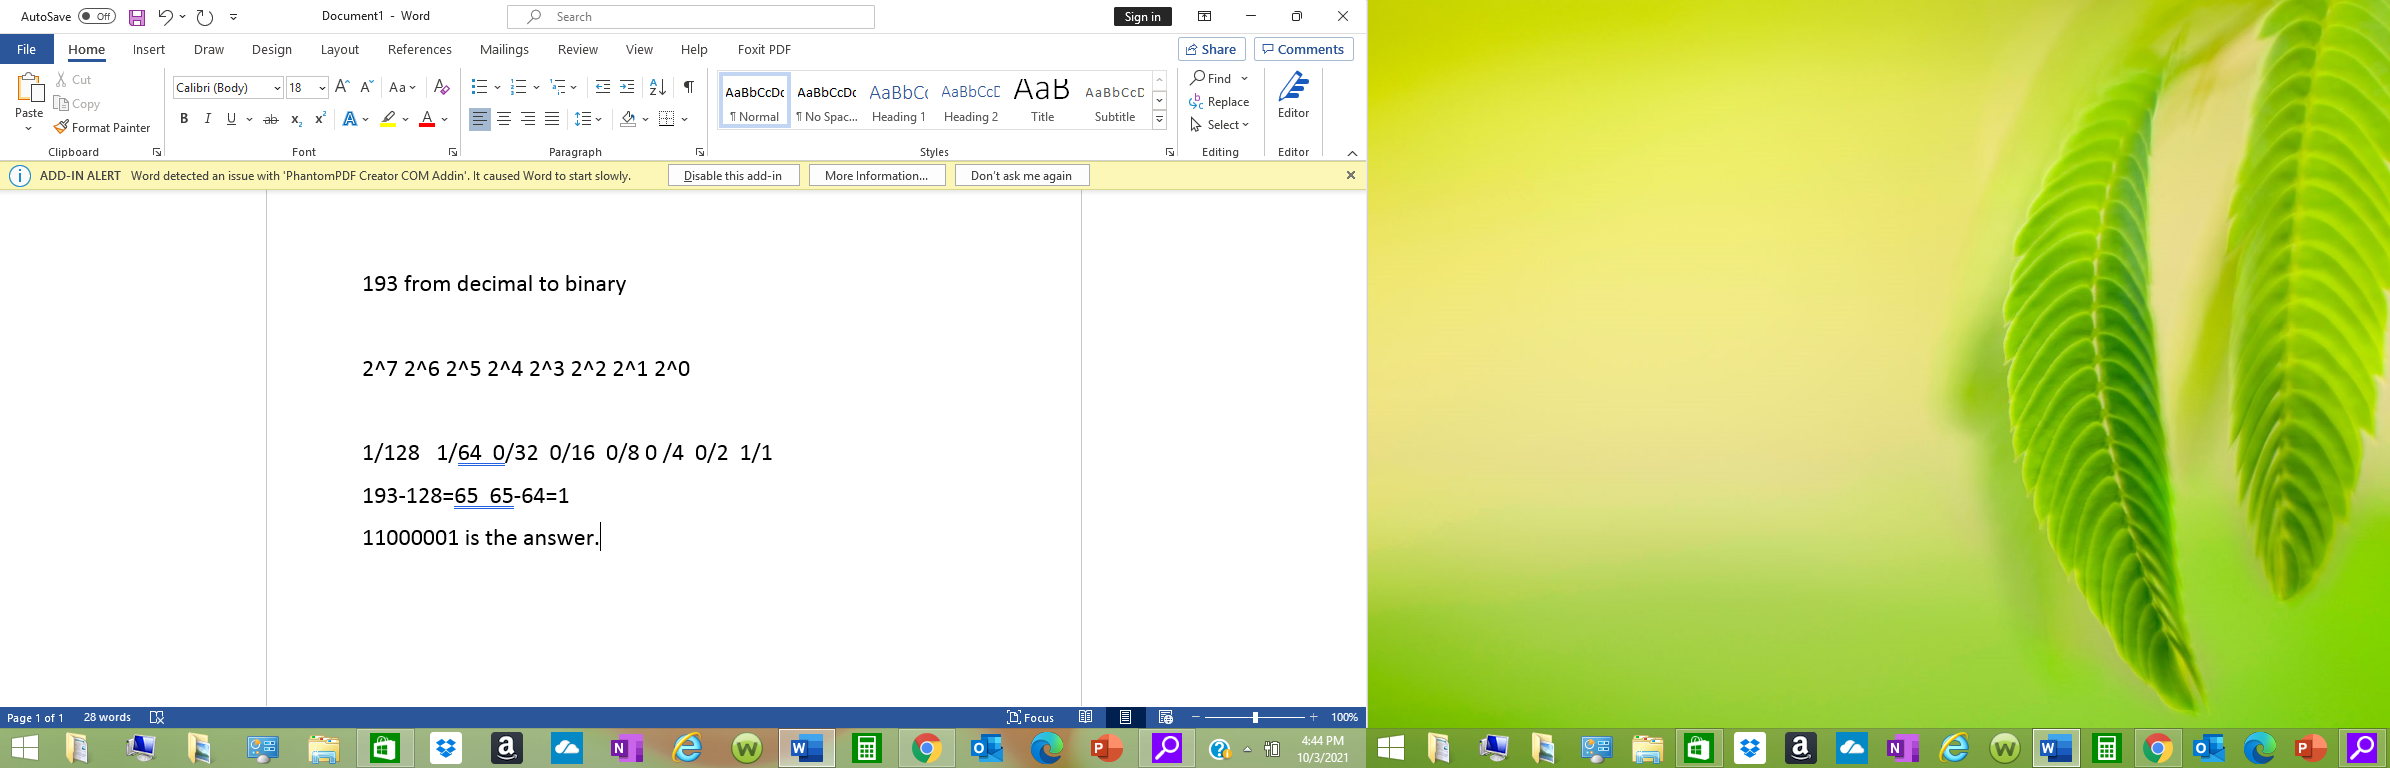 AutoSave Off Document1 - Word Search Sign in
File Home Insert Draw Design Layout References Mailings Review View Help Foxit PDF Share Comments
Paste Cut Copy Format Painter
Calibri (Body) 18 A A Aa A
B I U ab x₂ x² A A
AaBbCcDc AaBbCcDc AaBbCc AaBbCcD AaB AaBbCcD
¶ Normal ¶ No Spac... Heading 1 Heading 2 Title Subtitle
Find Replace Select
Editor
Clipboard Font Paragraph Styles Editing Editor
ADD-IN ALERT Word detected an issue with 'PhantomPDF Creator COM Addin'. It caused Word to start slowly. Disable this add-in More Information... Don't ask me again
193 from decimal to binary
2^7 2^6 2^5 2^4 2^3 2^2 2^1 2^0
1/128 1/64 0/32 0/16 0/8 0 /4 0/2 1/1
193-128=65 65-64=1
11000001 is the answer.
Page 1 of 1 28 words Focus 100%
4:44 PM
10/3/2021